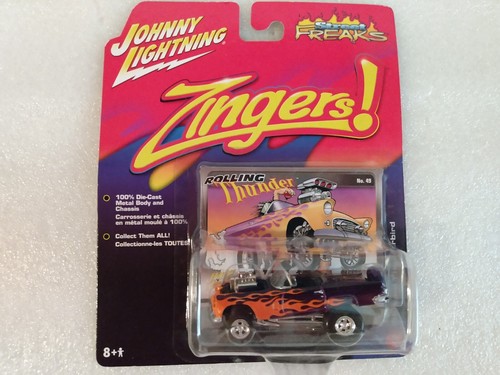 JOHNNY
LIGHTNING
Street
FREAKS
Zingers!
100% Die-Cast
Metal Body and
Chassis
Carrosserie et châssis
en métal moulé à 100%
Collect Them ALL!
Collectionne-les TOUTES!
ROLLING
Thunder
No. 49
8+